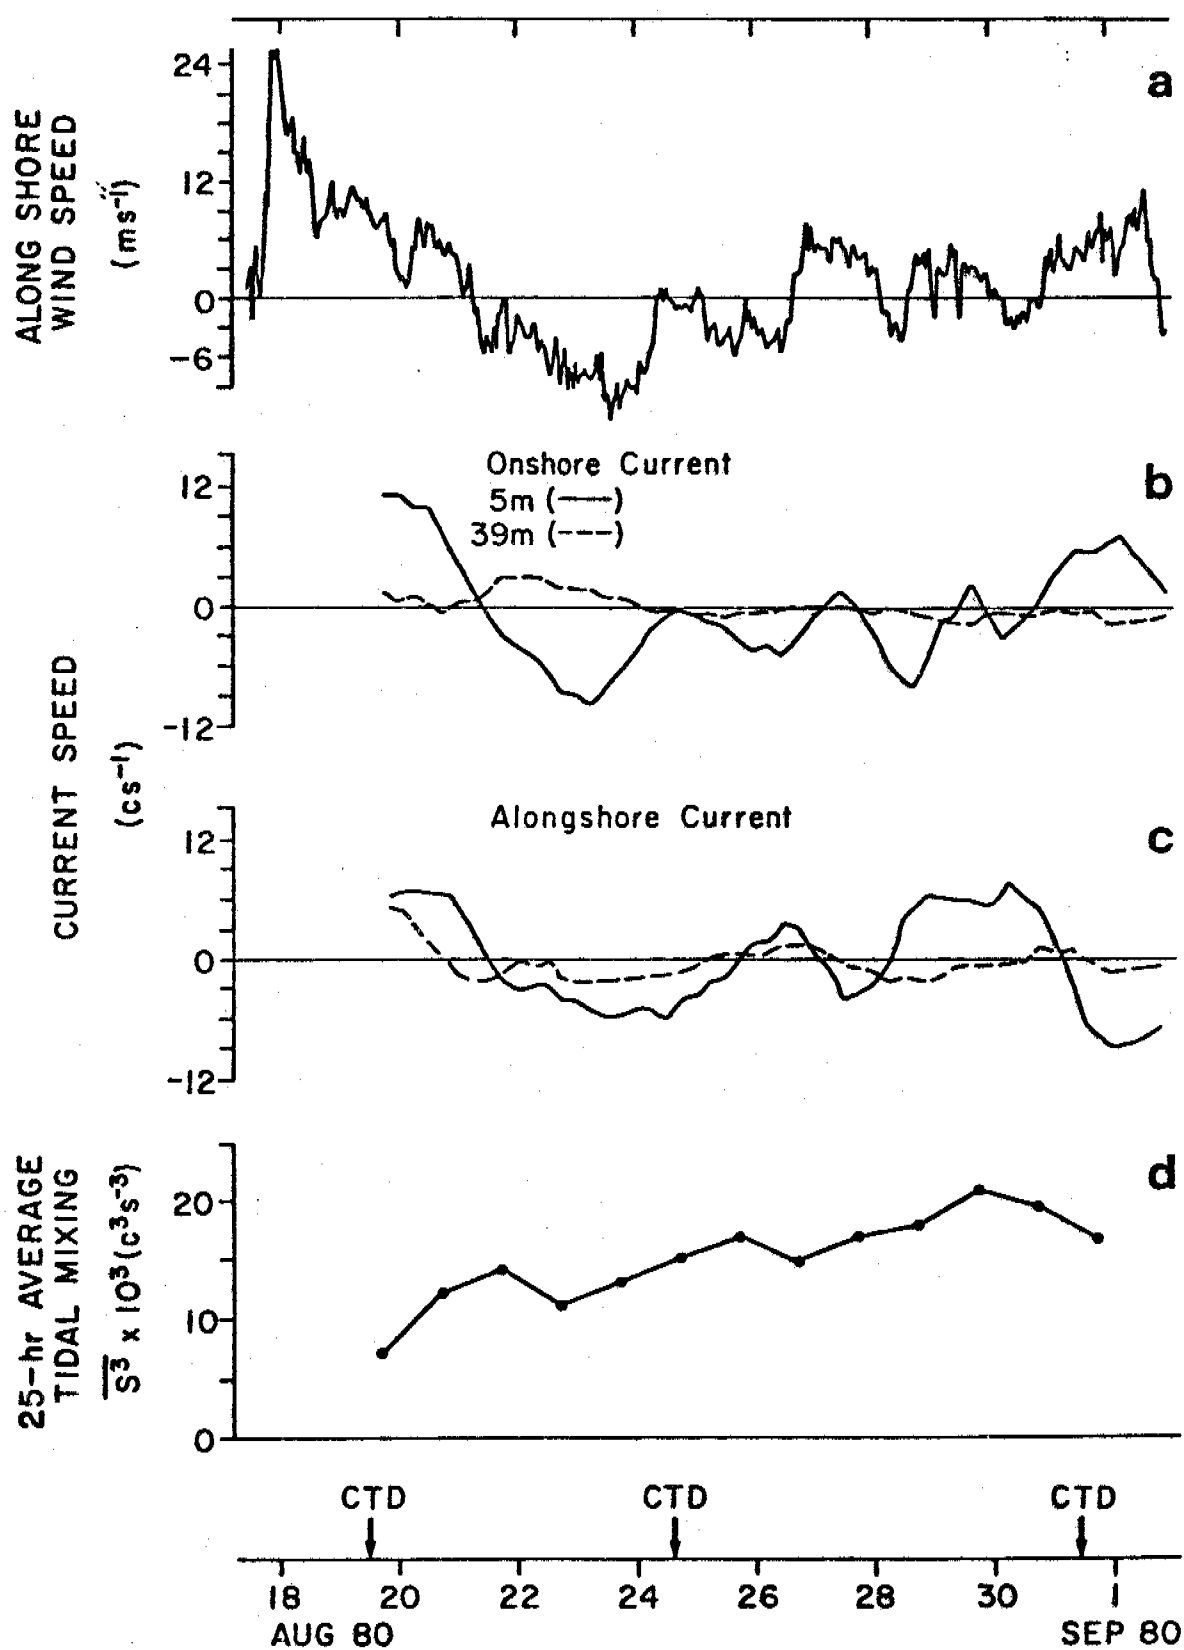 a
24
12
0
-6
ALONG SHORE
WIND SPEED
(ms⁻¹)
b
Onshore Current
5m (——)
39m (---)
12
0
-12
CURRENT SPEED
(cs⁻¹)
Alongshore Current
c
12
0
-12
d
20
10
0
25-hr AVERAGE
TIDAL MIXING
S̅³ x 10³ (c³s⁻³)
CTD CTD CTD
18 20 22 24 26 28 30 1
AUG 80 SEP 80